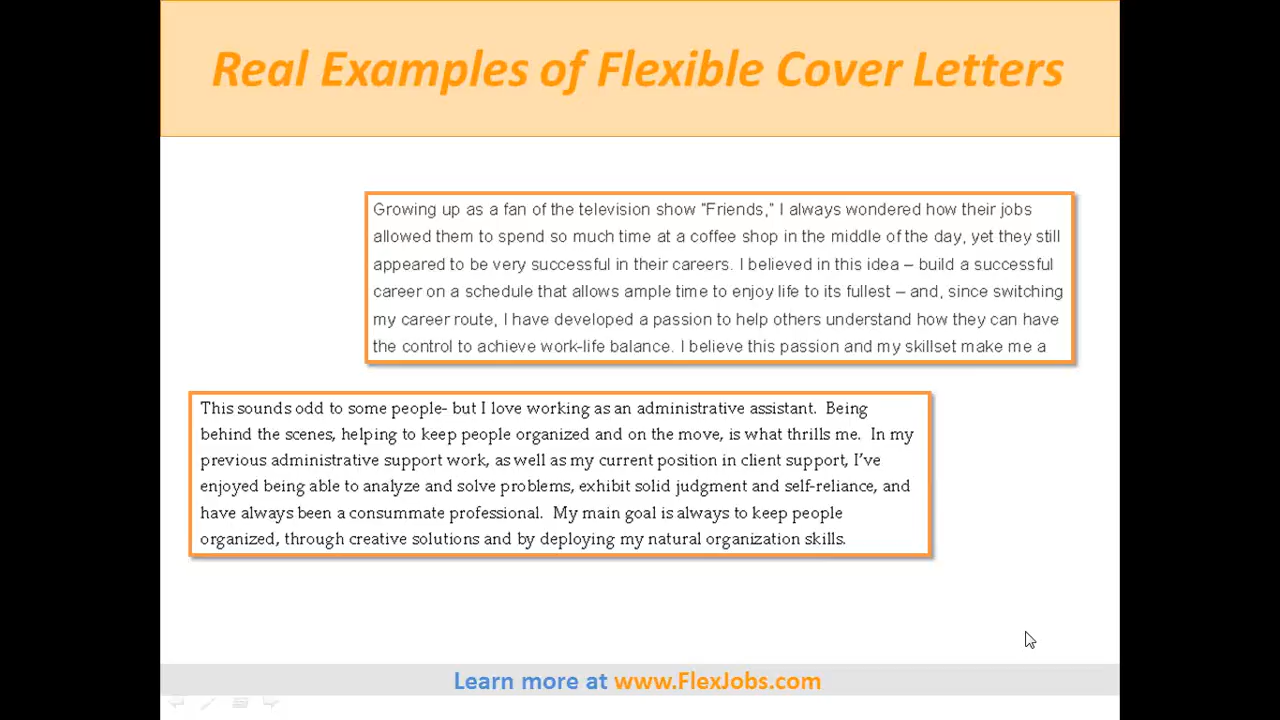 Real Examples of Flexible Cover Letters
Growing up as a fan of the television show "Friends," I always wondered how their jobs
allowed them to spend so much time at a coffee shop in the middle of the day, yet they still
appeared to be very successful in their careers. I believed in this idea – build a successful
career on a schedule that allows ample time to enjoy life to its fullest – and, since switching
my career route, I have developed a passion to help others understand how they can have
the control to achieve work-life balance. I believe this passion and my skillset make me a
This sounds odd to some people- but I love working as an administrative assistant.  Being
behind the scenes, helping to keep people organized and on the move, is what thrills me.  In my
previous administrative support work, as well as my current position in client support, I've
enjoyed being able to analyze and solve problems, exhibit solid judgment and self-reliance, and
have always been a consummate professional.  My main goal is always to keep people
organized, through creative solutions and by deploying my natural organization skills.
Learn more at www.FlexJobs.com